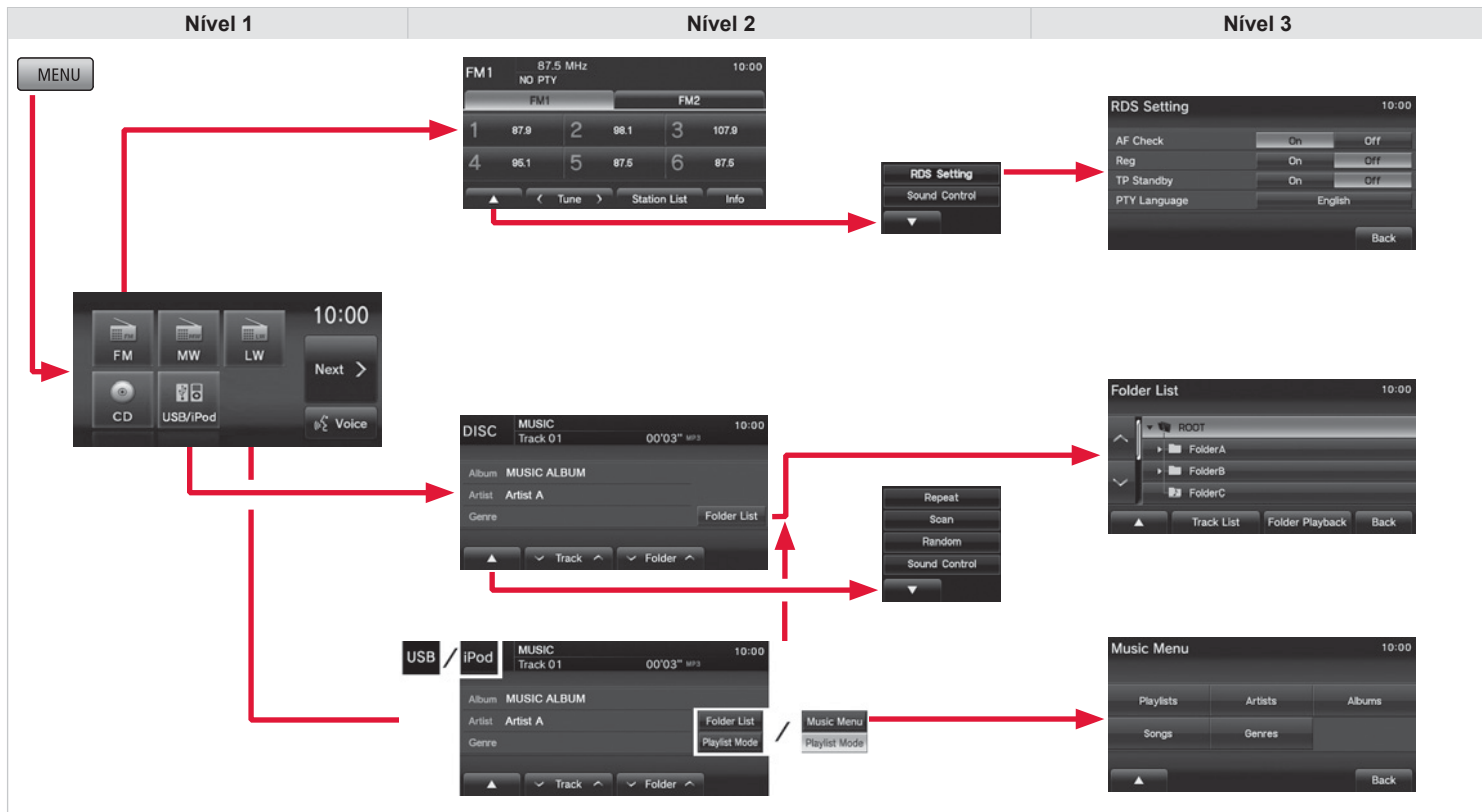 Nível 1 Nível 2 Nível 3
MENU
FM1 87.5 MHz 10:00
NO PTY
FM1 FM2
1 87.9 2 98.1 3 107.9
4 95.1 5 87.5 6 87.5
▲ < Tune > Station List Info
RDS Setting
Sound Control
▼
RDS Setting 10:00
AF Check On Off
Reg On Off
TP Standby On Off
PTY Language English
Back
10:00
FM MW LW
Next >
CD USB/iPod
Voice
DISC MUSIC 10:00
Track 01 00'03" MP3
Album MUSIC ALBUM
Artist Artist A
Genre Folder List
▲ Track Folder
Repeat
Scan
Random
Sound Control
▼
Folder List 10:00
ROOT
FolderA
FolderB
FolderC
▲ Track List Folder Playback Back
USB / iPod MUSIC 10:00
Track 01 00'03" MP3
Album MUSIC ALBUM
Artist Artist A
Genre
Folder List / Music Menu
Playlist Mode Playlist Mode
▲ Track Folder
Music Menu 10:00
Playlists Artists Albums
Songs Genres
▲ Back